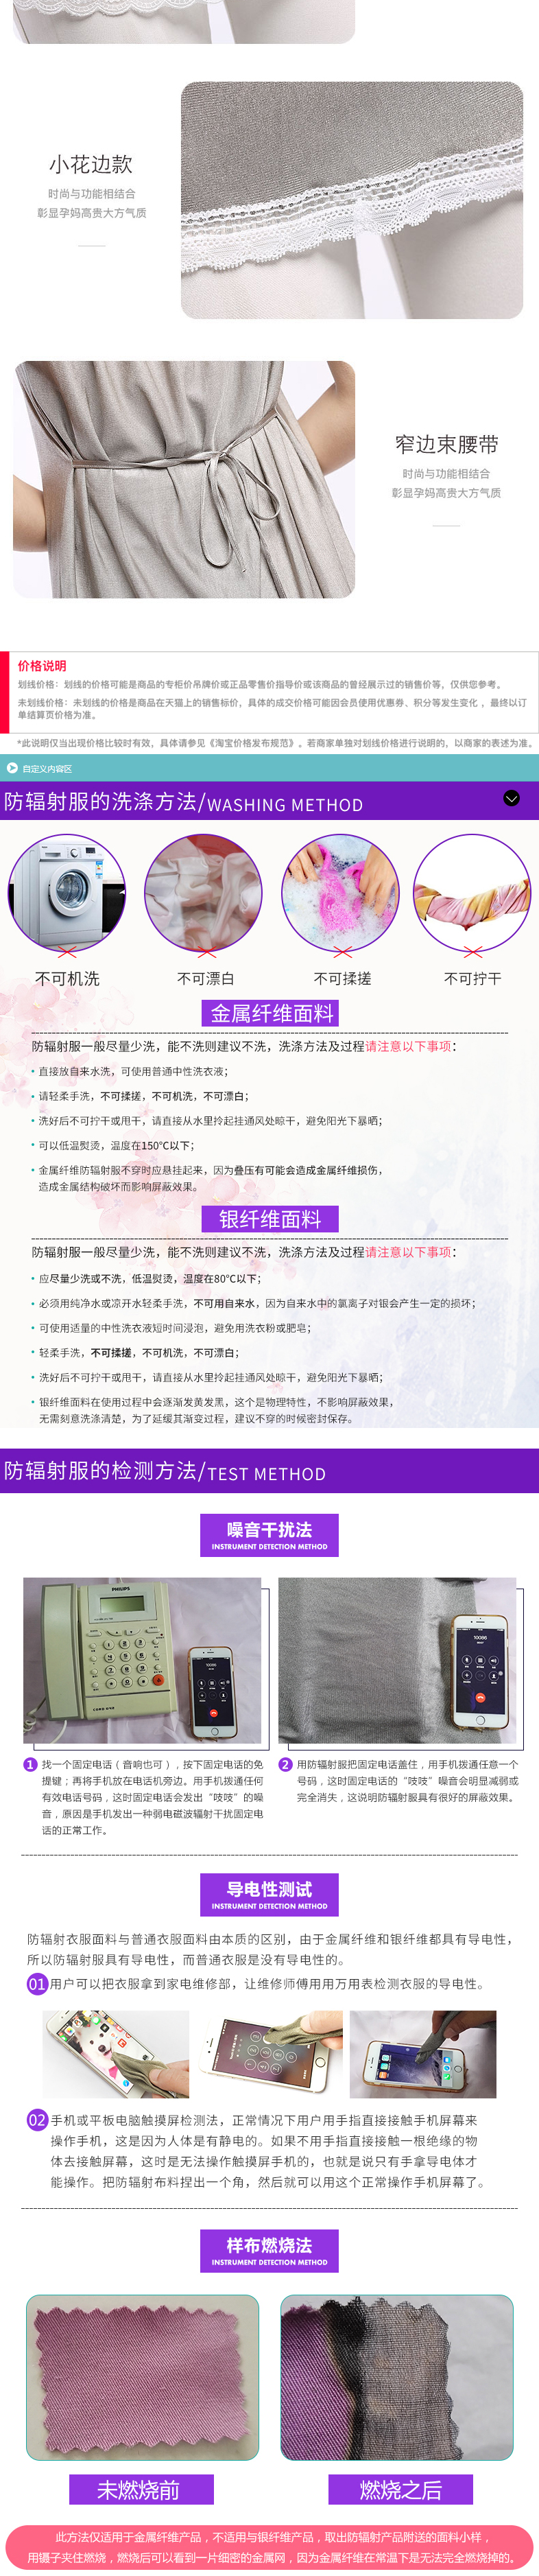 小花边款
时尚与功能相结合
彰显孕妈高贵大方气质
窄边束腰带
时尚与功能相结合
彰显孕妈高贵大方气质
价格说明
划线价格：划线的价格可能是商品的专柜价吊牌价或正品零售价指导价或该商品的曾经展示过的销售价等，仅供您参考。
未划线价格：未划线的价格是商品在天猫上的销售标价，具体的成交价格可能因会员使用优惠券、积分等发生变化，最终以订
单结算页价格为准。
*此说明仅当出现价格比较时有效，具体请参见《淘宝价格发布规范》。若商家单独对划线价格进行说明的，以商家的表述为准。
自定义内容区
防辐射服的洗涤方法/WASHING METHOD
不可机洗
不可漂白
不可揉搓
不可拧干
金属纤维面料
防辐射服一般尽量少洗，能不洗则建议不洗，洗涤方法及过程请注意以下事项：
• 直接放自来水洗，可使用普通中性洗衣液；
• 请轻柔手洗，不可揉搓，不可机洗，不可漂白；
• 洗好后不可拧干或甩干，请直接从水里拎起挂通风处晾干，避免阳光下暴晒；
• 可以低温熨烫，温度在150℃以下；
• 金属纤维防辐射服不穿时应悬挂起来，因为叠压有可能会造成金属纤维损伤，
造成金属结构破坏而影响屏蔽效果。
银纤维面料
防辐射服一般尽量少洗，能不洗则建议不洗，洗涤方法及过程请注意以下事项：
• 应尽量少洗或不洗，低温熨烫，温度在80℃以下；
• 必须用纯净水或凉开水轻柔手洗，不可用自来水，因为自来水中的氯离子对银会产生一定的损坏；
• 可使用适量的中性洗衣液短时间浸泡，避免用洗衣粉或肥皂；
• 轻柔手洗，不可揉搓，不可机洗，不可漂白；
• 洗好后不可拧干或甩干，请直接从水里拎起挂通风处晾干，避免阳光下暴晒；
• 银纤维面料在使用过程中会逐渐发黄发黑，这个是物理特性，不影响屏蔽效果，
无需刻意洗涤清楚，为了延缓其渐变过程，建议不穿的时候密封保存。
防辐射服的检测方法/TEST METHOD
噪音干扰法
INSTRUMENT DETECTION METHOD
PHILIPS
10086
10086
1 找一个固定电话（音响也可），按下固定电话的免
提键；再将手机放在电话机旁边。用手机拨通任何
有效电话号码，这时固定电话会发出“吱吱”的噪
音，原因是手机发出一种弱电磁波辐射干扰固定电
话的正常工作。
2 用防辐射服把固定电话盖住，用手机拨通任意一个
号码，这时固定电话的“吱吱”噪音会明显减弱或
完全消失，这说明防辐射服具有很好的屏蔽效果。
导电性测试
INSTRUMENT DETECTION METHOD
防辐射衣服面料与普通衣服面料由本质的区别，由于金属纤维和银纤维都具有导电性，
所以防辐射服具有导电性，而普通衣服是没有导电性的。
01 用户可以把衣服拿到家电维修部，让维修师傅用用万用表检测衣服的导电性。
02 手机或平板电脑触摸屏检测法，正常情况下用户用手指直接接触手机屏幕来
操作手机，这是因为人体是有静电的。如果不用手指直接接触一根绝缘的物
体去接触屏幕，这时是无法操作触摸屏手机的，也就是说只有手拿导电体才
能操作。把防辐射布料捏出一个角，然后就可以用这个正常操作手机屏幕了。
样布燃烧法
INSTRUMENT DETECTION METHOD
未燃烧前
燃烧之后
此方法仅适用于金属纤维产品，不适用与银纤维产品，取出防辐射产品附送的面料小样，
用镊子夹住燃烧，燃烧后可以看到一片细密的金属网，因为金属纤维在常温下是无法完全燃烧掉的。